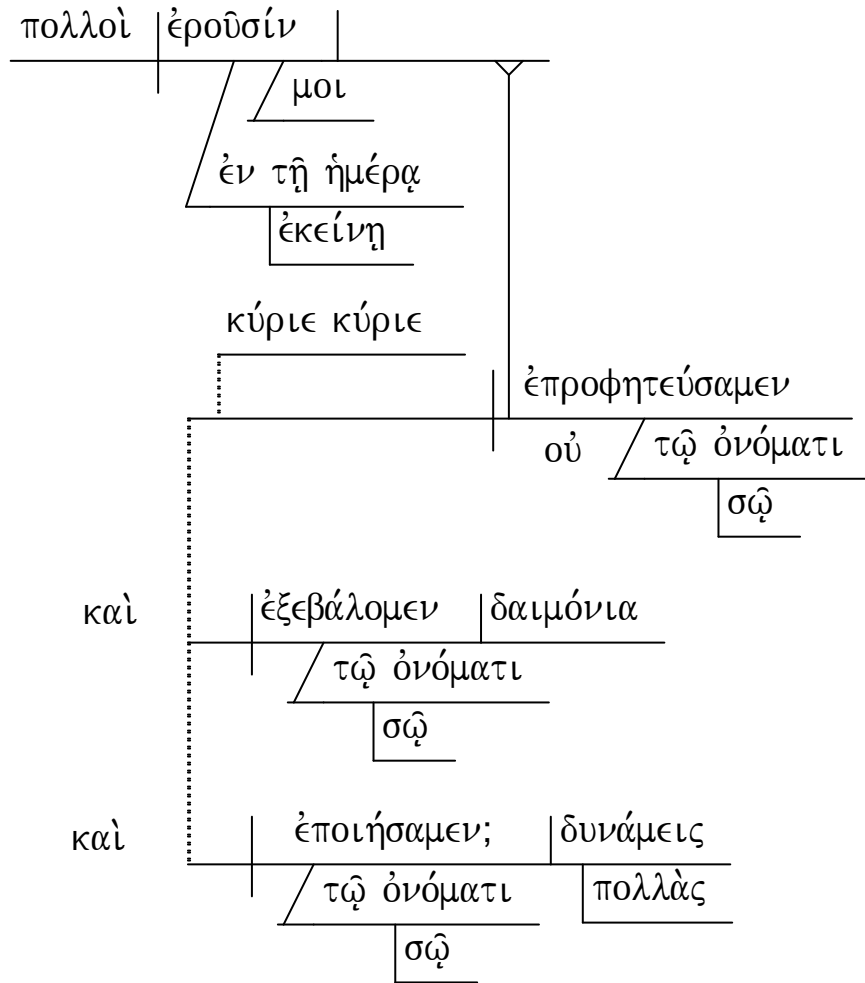 πολλοὶ ἐροῦσίν
μοι
ἐν τῇ ἡμέρᾳ
ἐκείνῃ
κύριε κύριε
ἐπροφητεύσαμεν
οὐ τῷ ὀνόματι
σῷ
καὶ ἐξεβάλομεν δαιμόνια
τῷ ὀνόματι
σῷ
καὶ ἐποιήσαμεν; δυνάμεις
τῷ ὀνόματι πολλὰς
σῷ